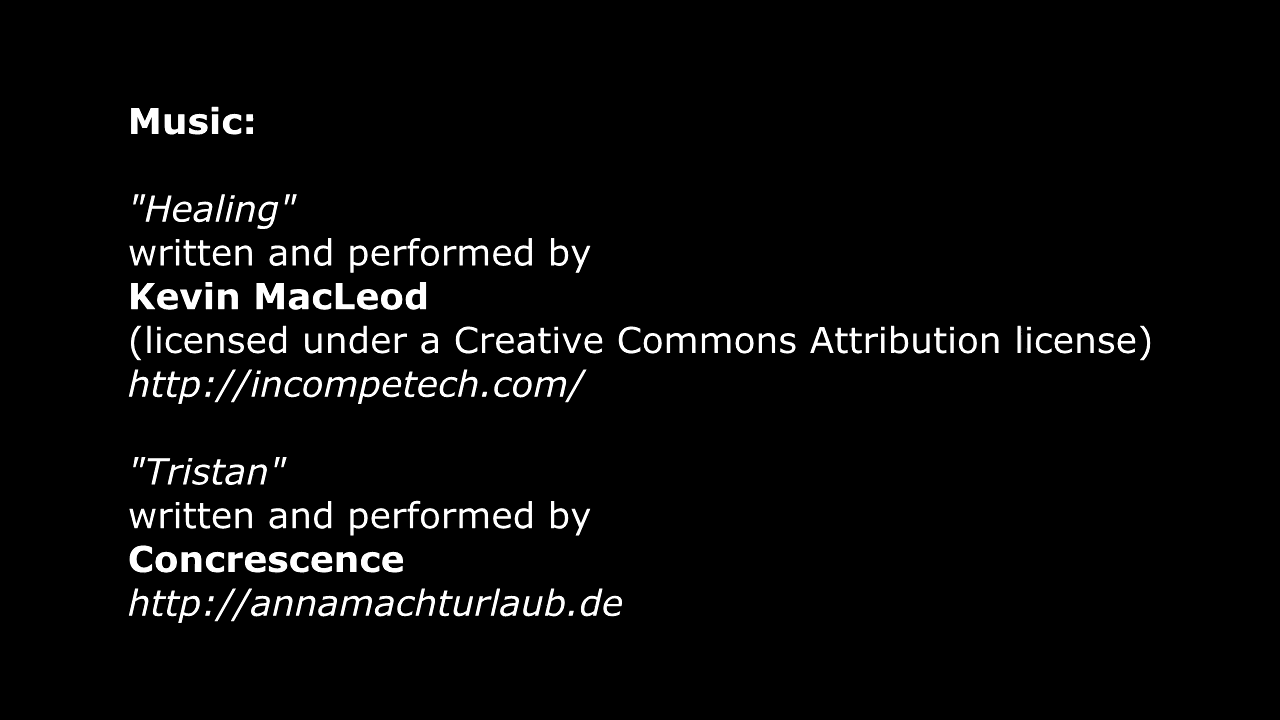 Music:
"Healing"
written and performed by
Kevin MacLeod
(licensed under a Creative Commons Attribution license)
http://incompetech.com/
"Tristan"
written and performed by
Concrescence
http://annamachturlaub.de